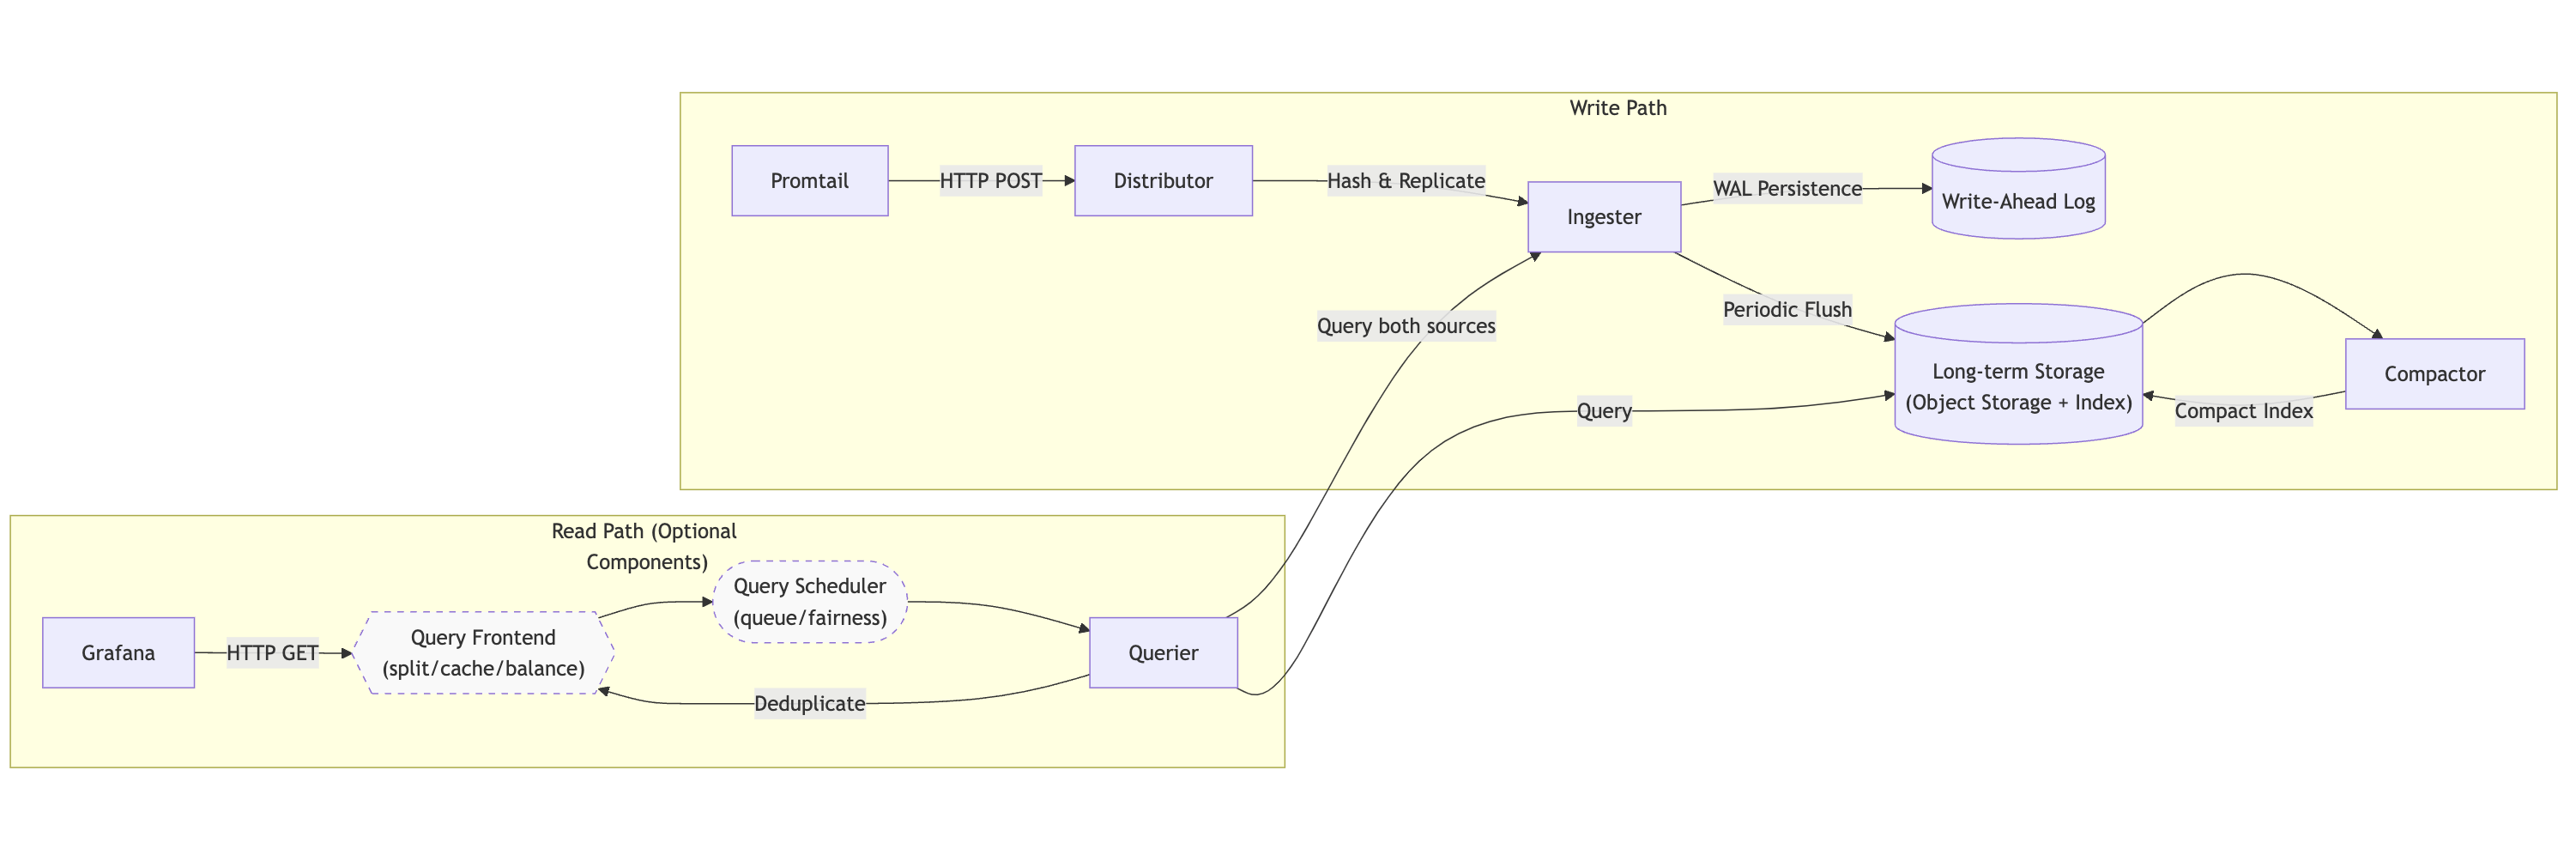 Write Path
Promtail
HTTP POST
Distributor
Hash & Replicate
Ingester
WAL Persistence
Write-Ahead Log
Periodic Flush
Query both sources
Long-term Storage
(Object Storage + Index)
Compactor
Compact Index
Query
Read Path (Optional
Components)
Grafana
HTTP GET
Query Frontend
(split/cache/balance)
Query Scheduler
(queue/fairness)
Querier
Deduplicate